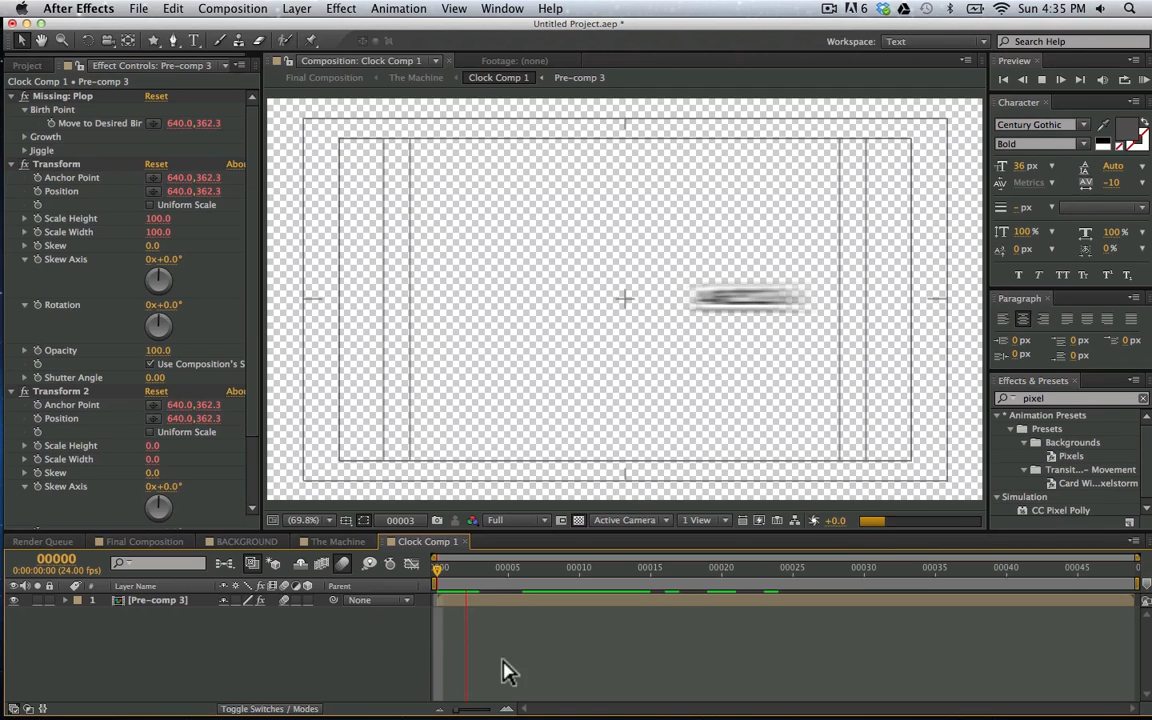 After Effects File Edit Composition Layer Effect Animation View Window Help 6 Sun 4:35 PM
Untitled Project.aep *
Workspace: Text Search Help
Project Effect Controls: Pre-comp 3 Composition: Clock Comp 1 Footage: (none) Preview
Clock Comp 1 • Pre-comp 3 Final Composition The Machine Clock Comp 1 Pre-comp 3
fx Missing: Plop Reset
Birth Point
Move to Desired Bir 640.0,362.3
Growth
Jiggle
fx Transform Reset Abou
Anchor Point 640.0,362.3
Position 640.0,362.3
Uniform Scale
Scale Height 100.0
Scale Width 100.0
Skew 0.0
Skew Axis 0x+0.0°
Rotation 0x+0.0°
Opacity 100.0
Use Composition's S
Shutter Angle 0.00
fx Transform 2 Reset Abou
Anchor Point 640.0,362.3
Position 640.0,362.3
Uniform Scale
Scale Height 0.0
Scale Width 0.0
Skew 0.0
Skew Axis 0x+0.0°
Character
Century Gothic
Bold
36 px Auto
Metrics -10
- px
100% 100%
0 px 0%
T T TT Tt T¹ T₁
Paragraph
0 px 0 px 0 px
0 px 0 px
Effects & Presets
pixel
* Animation Presets
Presets
Backgrounds
Pixels
Transit...- Movement
Card Wi...xelstorm
Simulation
CC Pixel Polly
(69.8%) 00003 Full Active Camera 1 View +0.0
Render Queue Final Composition BACKGROUND The Machine Clock Comp 1
00000
0:00:00:00 (24.00 fps)
:00 00005 00010 00015 00020 00025 00030 00035 00040 00045 0
# Layer Name Parent
1 [Pre-comp 3] None
Toggle Switches / Modes